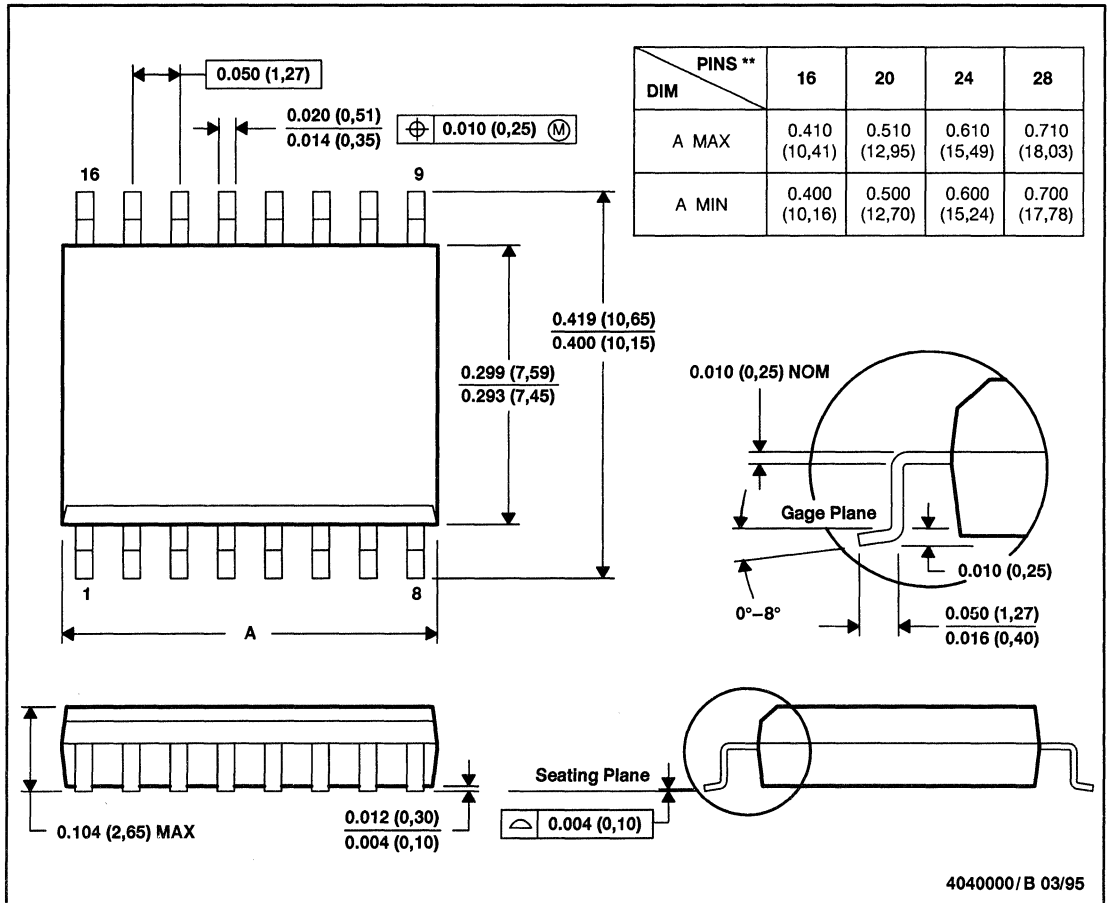 0.050 (1,27)
0.020 (0,51)
0.014 (0,35)
0.010 (0,25) Ⓜ
PINS **
DIM
16 20 24 28
A MAX
0.410 0.510 0.610 0.710
(10,41) (12,95) (15,49) (18,03)
A MIN
0.400 0.500 0.600 0.700
(10,16) (12,70) (15,24) (17,78)
16 9
0.419 (10,65)
0.400 (10,15)
0.299 (7,59)
0.293 (7,45)
1 8
A
0.010 (0,25) NOM
Gage Plane
0.010 (0,25)
0°–8°
0.050 (1,27)
0.016 (0,40)
0.104 (2,65) MAX
0.012 (0,30)
0.004 (0,10)
Seating Plane
0.004 (0,10)
4040000/B 03/95